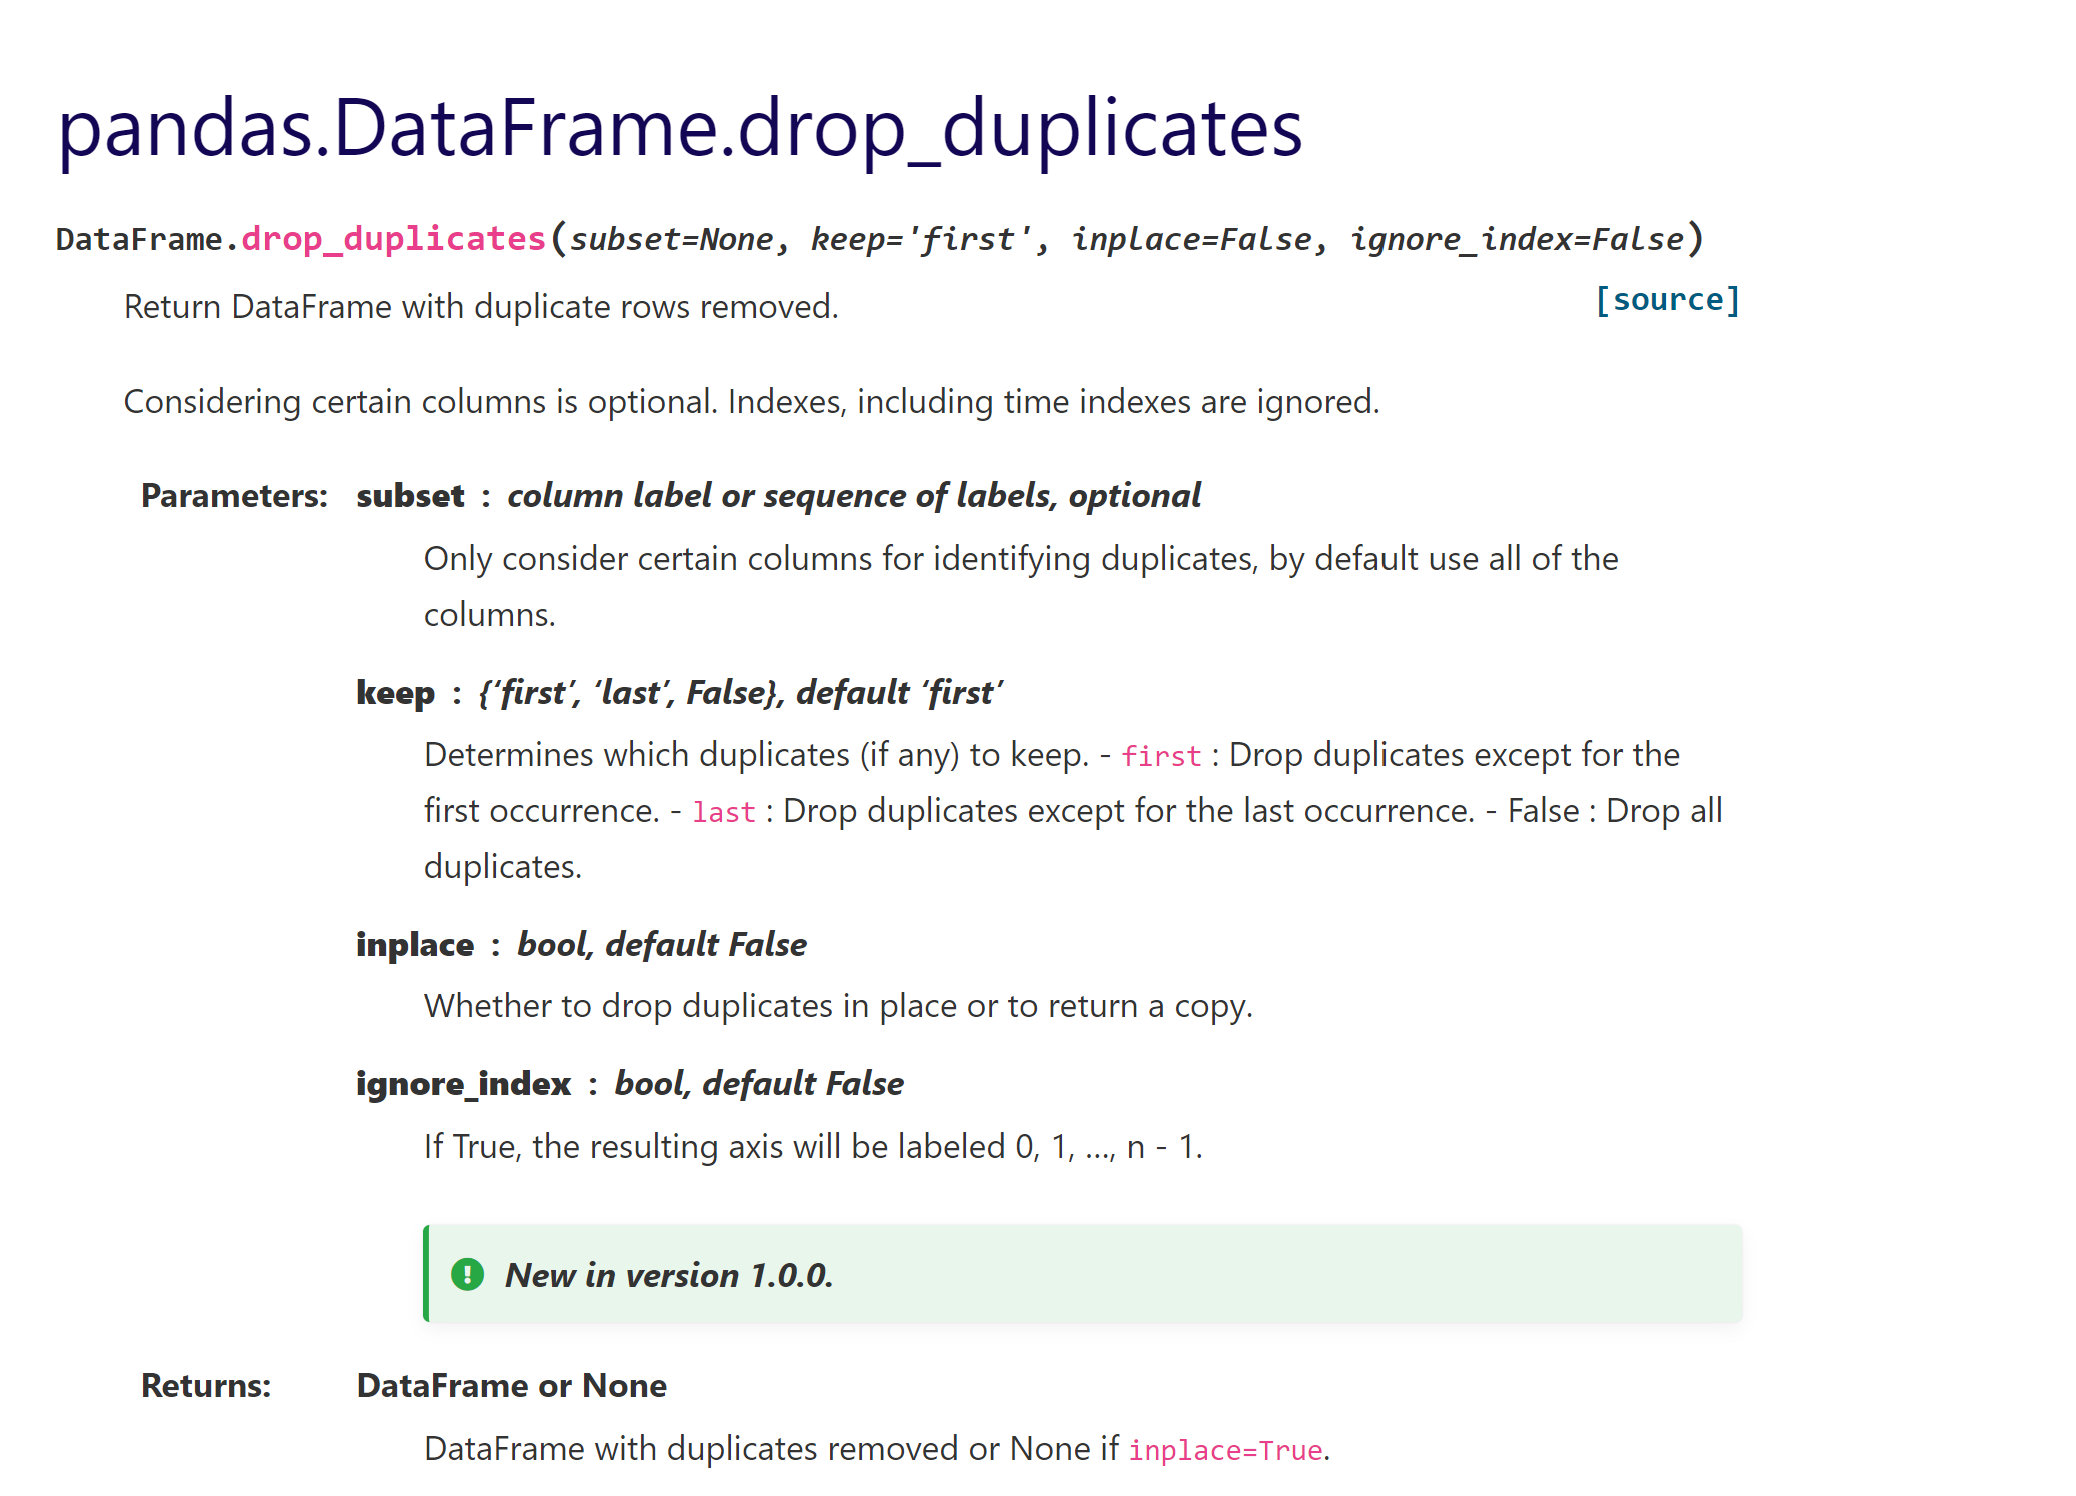 pandas.DataFrame.drop_duplicates
DataFrame.drop_duplicates(subset=None, keep='first', inplace=False, ignore_index=False)
[source]
Return DataFrame with duplicate rows removed.
Considering certain columns is optional. Indexes, including time indexes are ignored.
Parameters: subset : column label or sequence of labels, optional
Only consider certain columns for identifying duplicates, by default use all of the
columns.
keep : {‘first’, ‘last’, False}, default ‘first’
Determines which duplicates (if any) to keep. - first : Drop duplicates except for the
first occurrence. - last : Drop duplicates except for the last occurrence. - False : Drop all
duplicates.
inplace : bool, default False
Whether to drop duplicates in place or to return a copy.
ignore_index : bool, default False
If True, the resulting axis will be labeled 0, 1, …, n - 1.
New in version 1.0.0.
Returns: DataFrame or None
DataFrame with duplicates removed or None if inplace=True.